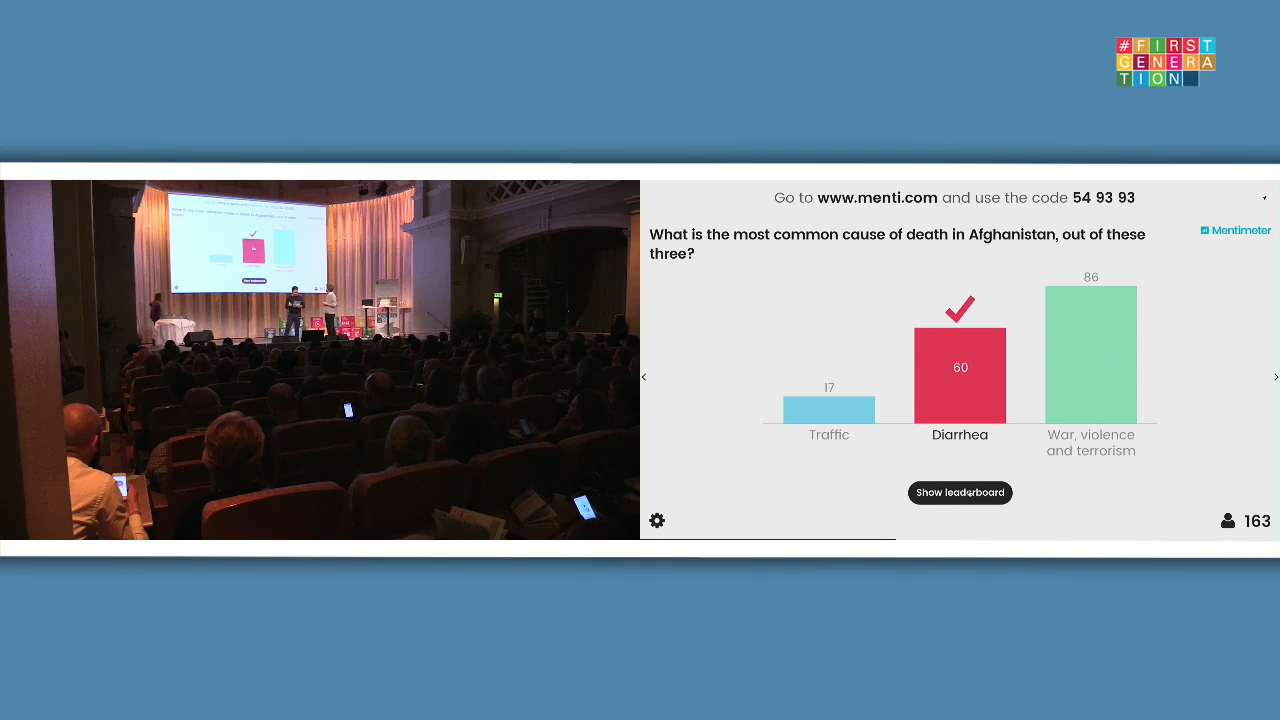 #FIRST
GENERA
TION
Go to www.menti.com and use the code 54 93 93
What is the most common cause of death in Afghanistan, out of these
three?
Mentimeter
86
60
17
Traffic
Diarrhea
War, violence
and terrorism
Show leaderboard
163